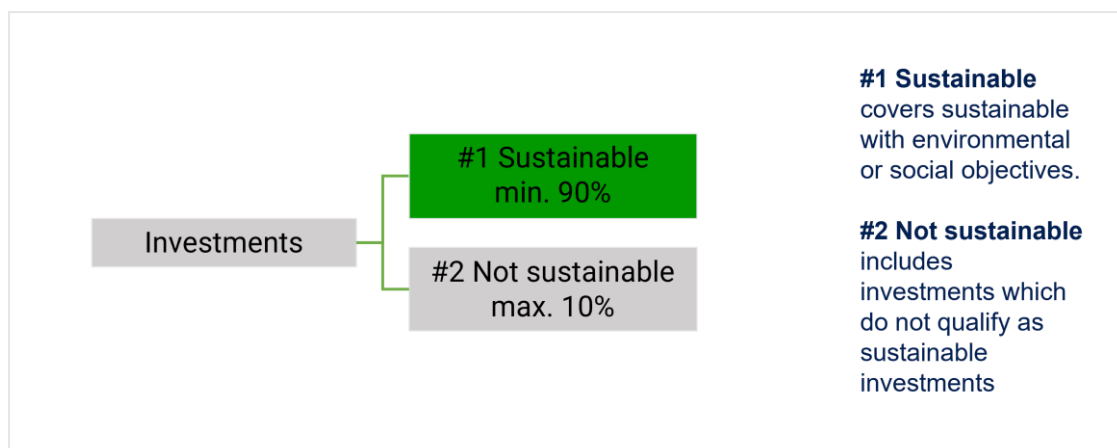 Investments
#1 Sustainable
min. 90%
#2 Not sustainable
max. 10%
#1 Sustainable
covers sustainable
with environmental
or social objectives.
#2 Not sustainable
includes
investments which
do not qualify as
sustainable
investments